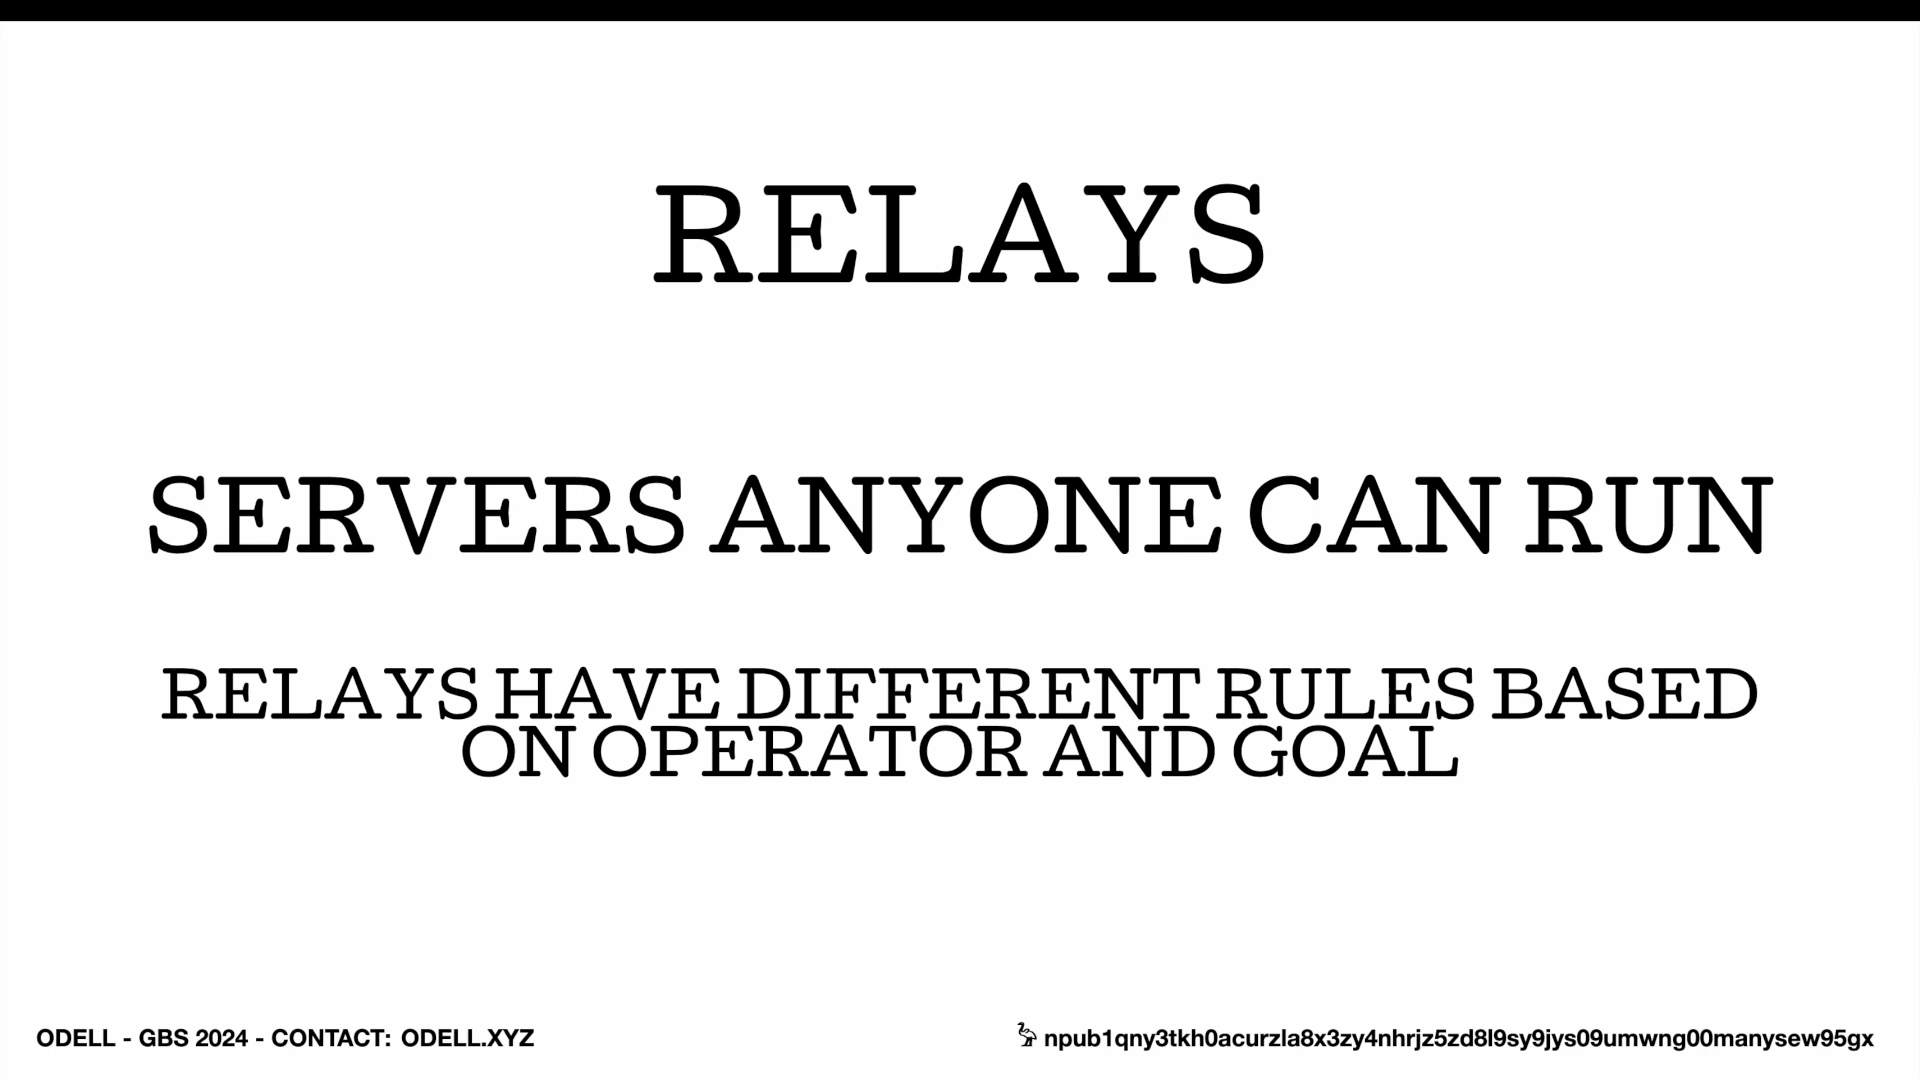 RELAYS
SERVERS ANYONE CAN RUN
RELAYS HAVE DIFFERENT RULES BASED
ON OPERATOR AND GOAL
ODELL - GBS 2024 - CONTACT: ODELL.XYZ
npub1qny3tkh0acurzla8x3zy4nhrjz5zd8l9sy9jys09umwng00manysew95gx